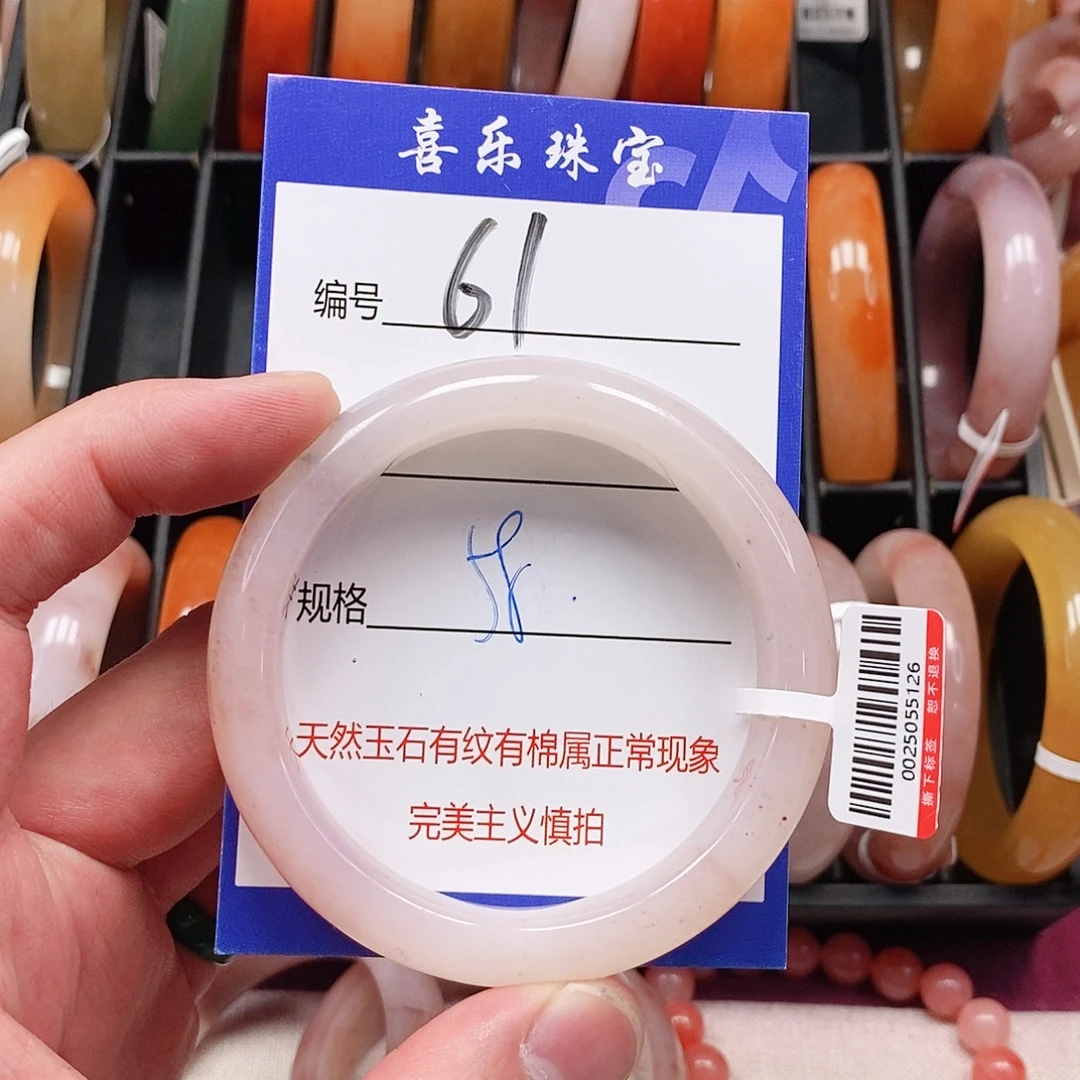 喜乐珠宝
编号 61
规格 58.
天然玉石有纹有棉属正常现象
完美主义慎拍
0025055126
撕下标签 恕不退换